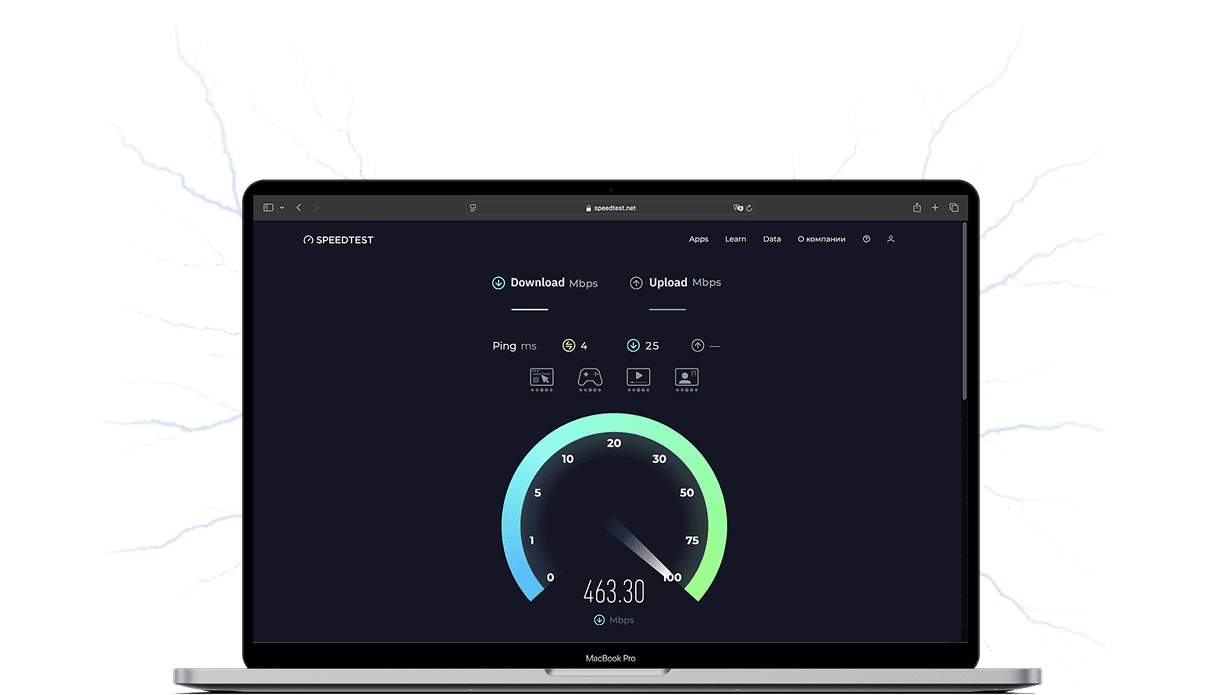 speedtest.net
SPEEDTEST
Apps Learn Data О компании
Download Mbps Upload Mbps
Ping ms 4 25 —
20
10 30
5 50
1 75
0 100
463.30
Mbps
MacBook Pro